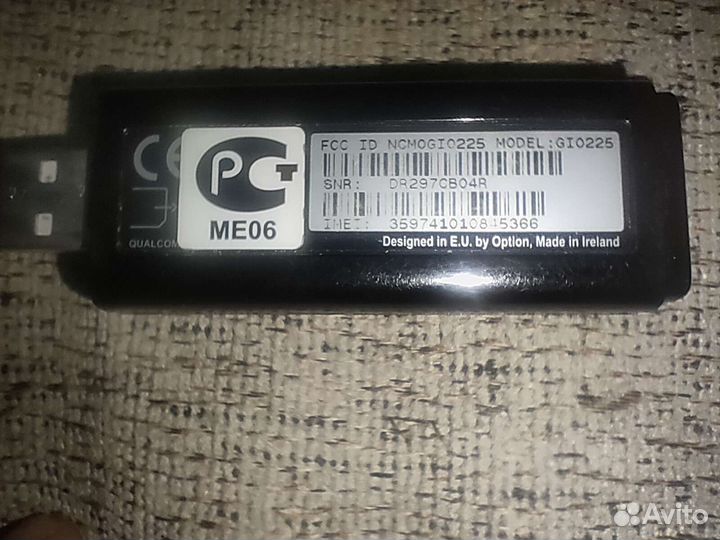 CE
QUALCOM
PCT
ME06
FCC ID NCMOGI0225 MODEL:GI0225
SNR: DR297CB04R
IMEI: 359741010845366
Designed in E.U. by Option, Made in Ireland
Avito